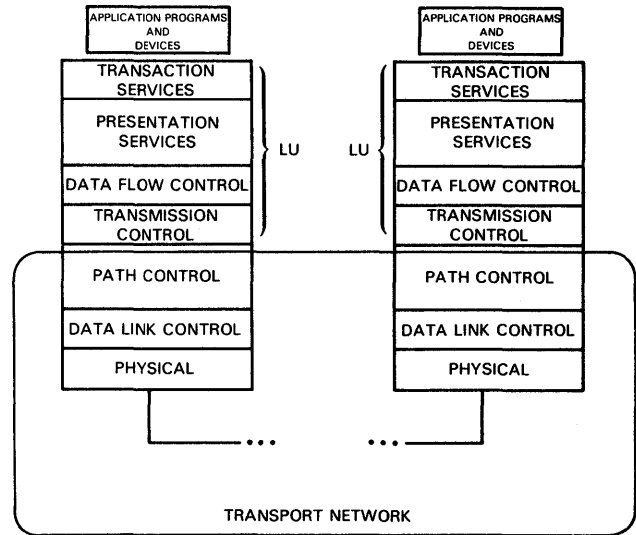 APPLICATION PROGRAMS
AND
DEVICES
TRANSACTION
SERVICES
PRESENTATION
SERVICES
DATA FLOW CONTROL
TRANSMISSION
CONTROL
PATH CONTROL
DATA LINK CONTROL
PHYSICAL
LU
APPLICATION PROGRAMS
AND
DEVICES
TRANSACTION
SERVICES
PRESENTATION
SERVICES
DATA FLOW CONTROL
TRANSMISSION
CONTROL
PATH CONTROL
DATA LINK CONTROL
PHYSICAL
LU
...
...
TRANSPORT NETWORK